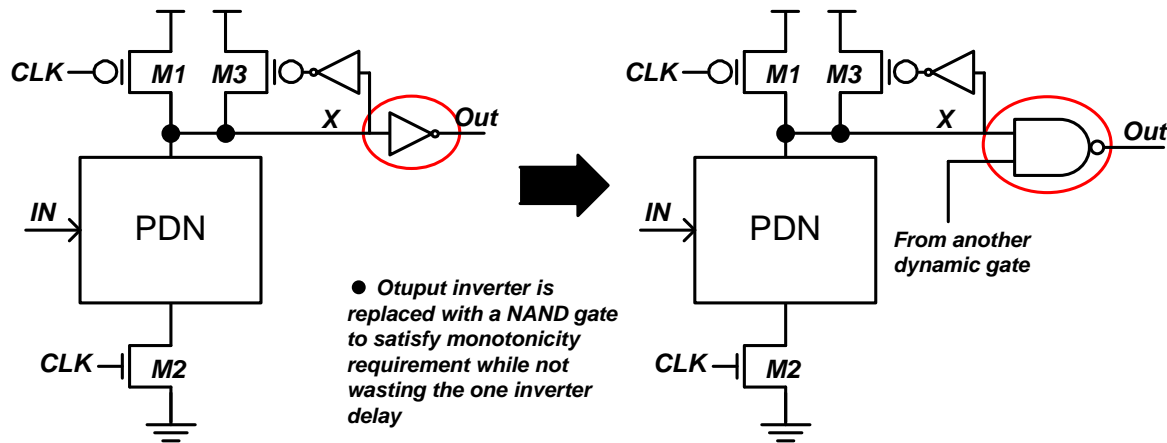 CLK
M1
M3
X
Out
IN
PDN
CLK
M2
● Otuput inverter is
replaced with a NAND gate
to satisfy monotonicity
requirement while not
wasting the one inverter
delay
CLK
M1
M3
X
Out
IN
PDN
From another
dynamic gate
CLK
M2